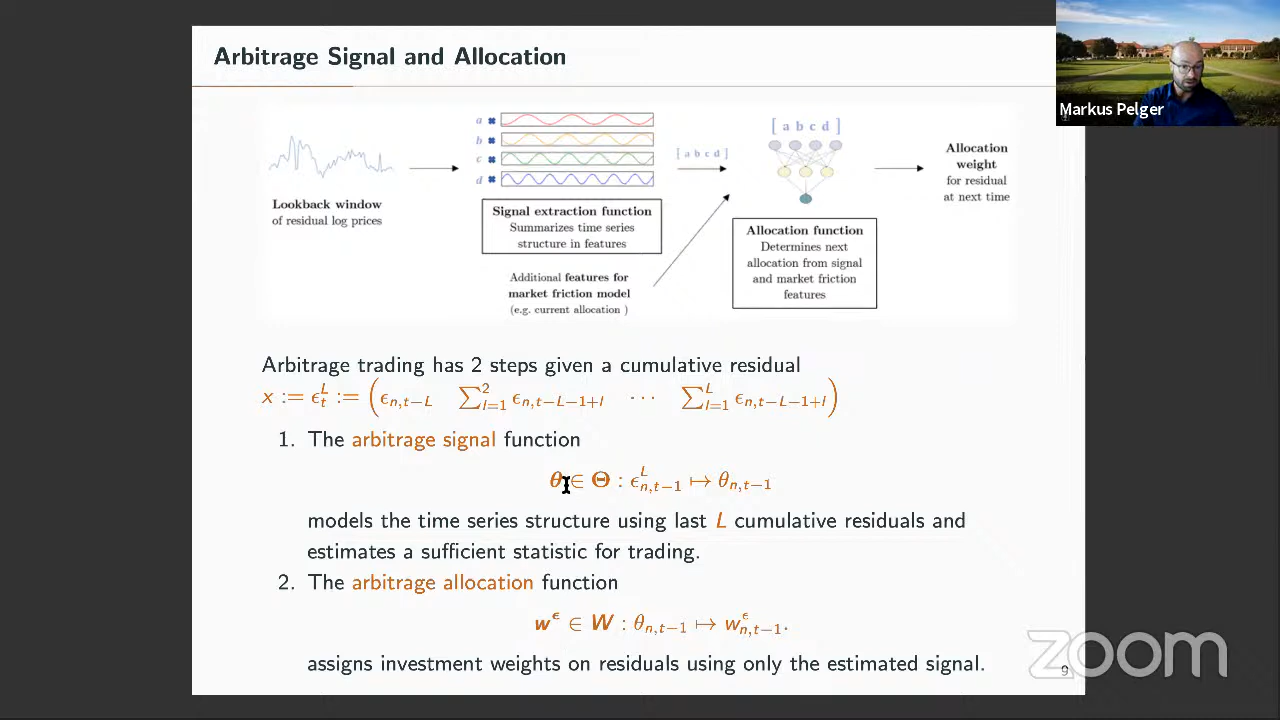 Arbitrage Signal and Allocation
Markus Pelger
a
b
c
d
[ a b c d ]
[ a b c d ]
Lookback window
of residual log prices
Signal extraction function
Summarizes time series
structure in features
Additional features for
market friction model
(e.g. current allocation )
Allocation function
Determines next
allocation from signal
and market friction
features
Allocation
weight
for residual
at next time
Arbitrage trading has 2 steps given a cumulative residual
x := ϵ_t^L := (ϵ_{n,t−L} ∑_{l=1}^2 ϵ_{n,t−L−1+l} ⋯ ∑_{l=1}^L ϵ_{n,t−L−1+l})
1. The arbitrage signal function
θ ∈ Θ : ϵ_{n,t−1}^L ↦ θ_{n,t−1}
models the time series structure using last L cumulative residuals and
estimates a sufficient statistic for trading.
2. The arbitrage allocation function
w^ϵ ∈ W : θ_{n,t−1} ↦ w_{n,t−1}^ϵ.
assigns investment weights on residuals using only the estimated signal.
zoom
9